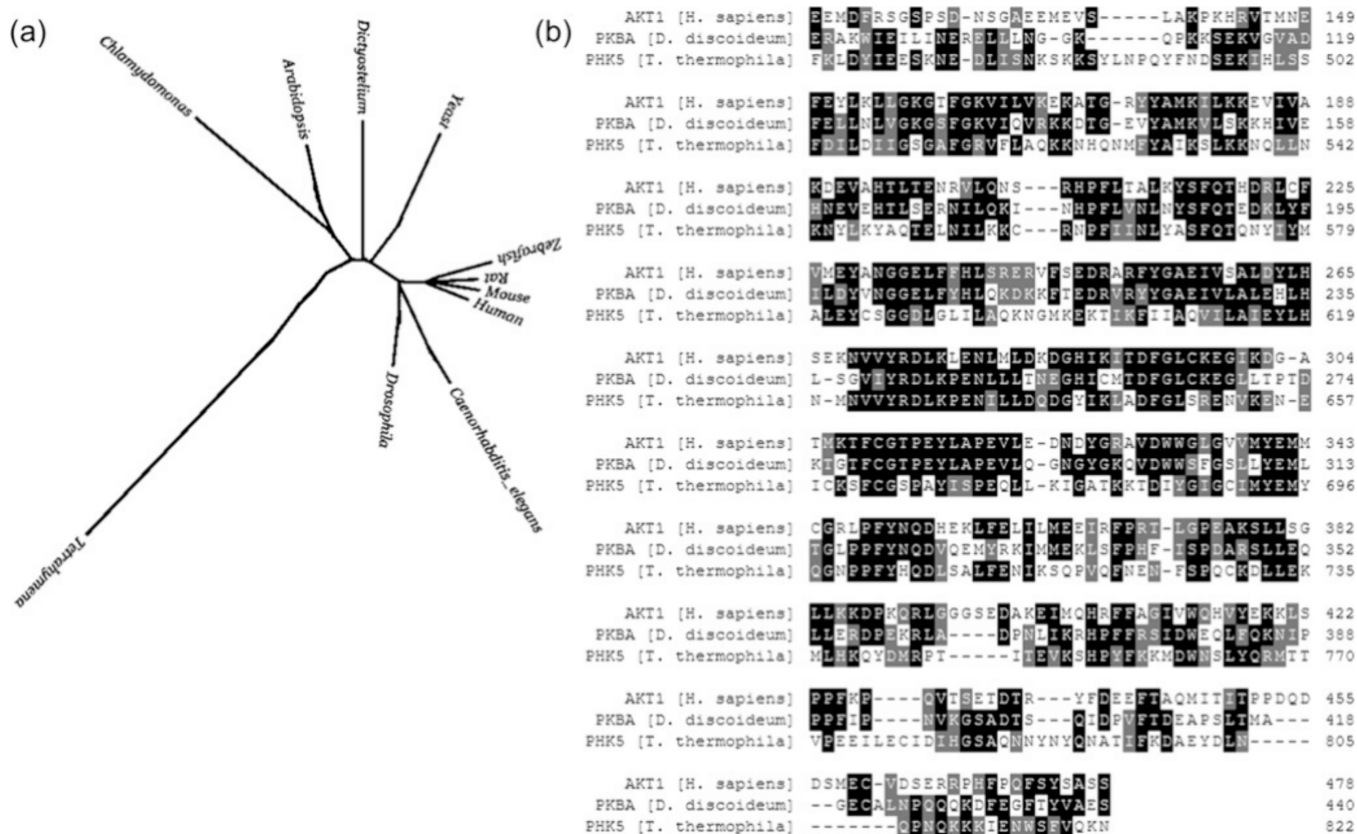 (a)
Chlamydomonas
Arabidopsis
Dictyostelium
Yeast
Zebrafish
Rat
Mouse
Human
Drosophila
Caenorhabditis_elegans
Tetrahymena
(b)
AKT1 [H. sapiens] EEMDFRSGSPSD-NSGAEEMEVS------LAKPKHRVTMNE 149
PKBA [D. discoideum] ERAKWIEILINERELLLNG-GK-------QPKKSEKVGVAD 119
PHK5 [T. thermophila] FKLDYIEESKNE-DLISNKSKKSYLNPQYFNDSEKIHLSS 502
AKT1 [H. sapiens] FEYLKLLGKGTFGKVILVKEKATG-RYYAMKILKKEVIVA 188
PKBA [D. discoideum] FELLNLVGKGSFGKVIQVRKKDTG-EVYAMKVLSKKHIVE 158
PHK5 [T. thermophila] FDILDIIGSGAFGRVFLAQKKNHQNMFYAIKSLKKNQLLN 542
AKT1 [H. sapiens] KDEVAHTLTENRVLQNS---RHPFLTALKYSFQTHDRLCF 225
PKBA [D. discoideum] HNEVEHTLSERNILQKI---NHPFLVNLNYSFQTEDKLYF 195
PHK5 [T. thermophila] KNYLKYAQTELNILKKC---RNPFIINLYASFQTQNYIYM 579
AKT1 [H. sapiens] VMEYANGGELFFHLSRERVFSEDRARFYGAEIVSALDYLH 265
PKBA [D. discoideum] ILDYVNGGELFYHLQKDKKFTEDRVRYYGAEIVLALEHLH 235
PHK5 [T. thermophila] ALEYCSGGDLGLILAQKNGMKEKTIKFIIAQVILAIEYLH 619
AKT1 [H. sapiens] SEKNVVYRDLKLENLMLDKDGHIKITDFGLCKEGIKDG-A 304
PKBA [D. discoideum] L-SGVIYRDLKPENLLLTNEGHICMTDFGLCKEGLLTPTD 274
PHK5 [T. thermophila] N-MNVVYRDLKPENILLDQDGYIKLADFGLSRENVKEN-E 657
AKT1 [H. sapiens] TMKTFCGTPEYLAPEVLE-DNDYGRAVDWWGLGVVMYEMM 343
PKBA [D. discoideum] KTGTFCGTPEYLAPEVLQ-GNGYGKQVDWWSFGSLLYEML 313
PHK5 [T. thermophila] ICKSFCGSPAYISPEQLL-KIGATKKTDIYGIGCIMYEMY 696
AKT1 [H. sapiens] CGRLPFYNQDHEKLFELILMEEIRFPRT-LGPEAKSLLSG 382
PKBA [D. discoideum] TGLPPFYNQDVQEMYRKIMMEKLSFPHF-ISPDARSLLEQ 352
PHK5 [T. thermophila] QGNPPFYHQDLSALFENIKSQPVQFNEN-FSPQCKDLLEK 735
AKT1 [H. sapiens] LLKKDPKQRLGGGSEDAKEIMQHRFFAGIVWQHVYEKKLS 422
PKBA [D. discoideum] LLERDPEKRLA----DPNLIKRHPFFRSIDWEQLFQKNIP 388
PHK5 [T. thermophila] MLHKQYDMRPT-----ITEVKSHPYFKKMDWNSLYQRMTT 770
AKT1 [H. sapiens] PPFKP----QVTSETDTR---YFDEEFTAQMITITPPDQD 455
PKBA [D. discoideum] PPFIP----NVKGSADTS---QIDPVFTDEAPSLTMA--- 418
PHK5 [T. thermophila] VPEEILECIDIHGSAQNNYNYQNATIFKDAEYDLN----- 805
AKT1 [H. sapiens] DSMEC-VDSERRPHFPQFSYSASS 478
PKBA [D. discoideum] --GECALNPQQQKDFEGFTYVAES 440
PHK5 [T. thermophila] -------QPNQKKKIENWSFVQKN 822